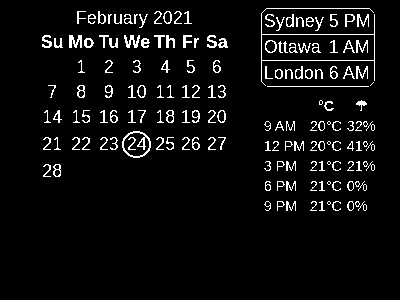 February 2021
Su Mo Tu We Th Fr Sa
1 2 3 4 5 6
7 8 9 10 11 12 13
14 15 16 17 18 19 20
21 22 23 24 25 26 27
28
Sydney 5 PM
Ottawa 1 AM
London 6 AM
°C ☂
9 AM 20°C 32%
12 PM 20°C 41%
3 PM 21°C 21%
6 PM 21°C 0%
9 PM 21°C 0%